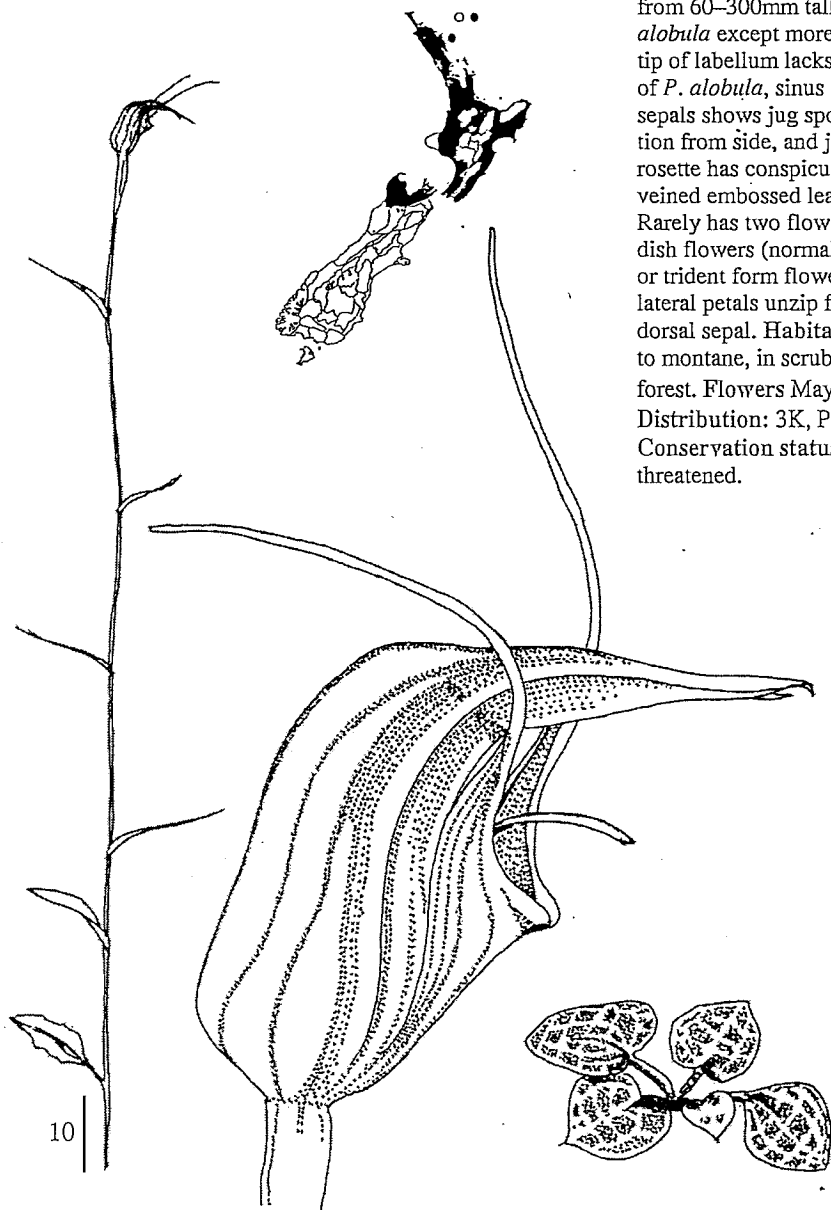 from 60–300mm tall
alobula except more
tip of labellum lacks
of P. alobula, sinus
sepals shows jug spo
tion from side, and j
rosette has conspicu
veined embossed lea
Rarely has two flow
dish flowers (norma
or trident form flowe
lateral petals unzip f
dorsal sepal. Habita
to montane, in scrub
forest. Flowers May
Distribution: 3K, P
Conservation statu
threatened.
10